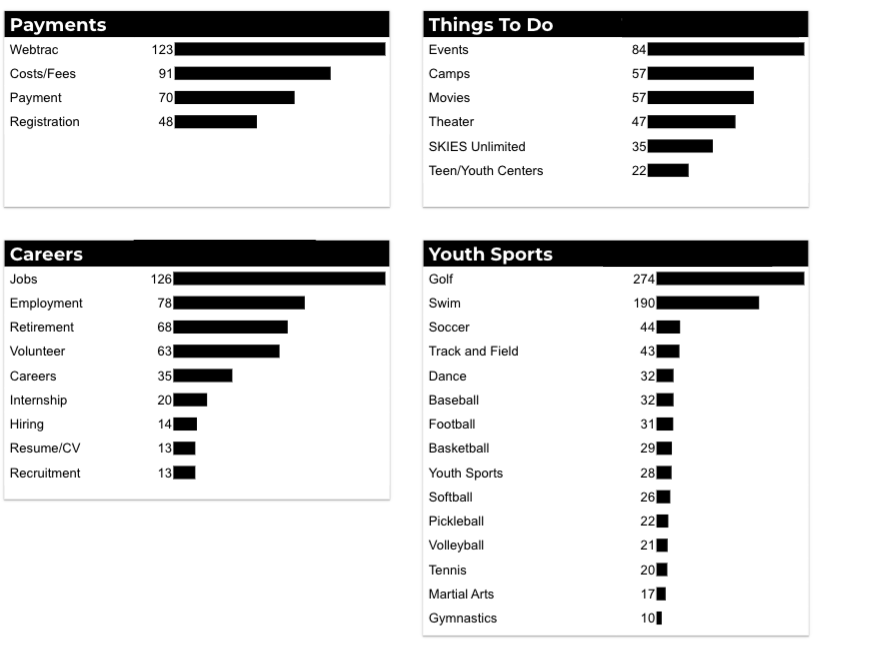 Payments
Webtrac 123
Costs/Fees 91
Payment 70
Registration 48
Things To Do
Events 84
Camps 57
Movies 57
Theater 47
SKIES Unlimited 35
Teen/Youth Centers 22
Careers
Jobs 126
Employment 78
Retirement 68
Volunteer 63
Careers 35
Internship 20
Hiring 14
Resume/CV 13
Recruitment 13
Youth Sports
Golf 274
Swim 190
Soccer 44
Track and Field 43
Dance 32
Baseball 32
Football 31
Basketball 29
Youth Sports 28
Softball 26
Pickleball 22
Volleyball 21
Tennis 20
Martial Arts 17
Gymnastics 10